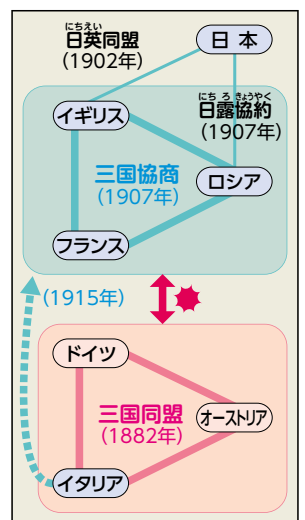 にちえい
日英同盟
(1902年)
日本
にちろきょうやく
日露協約
(1907年)
イギリス
三国協商
(1907年)
ロシア
フランス
(1915年)
ドイツ
三国同盟
(1882年)
オーストリア
イタリア